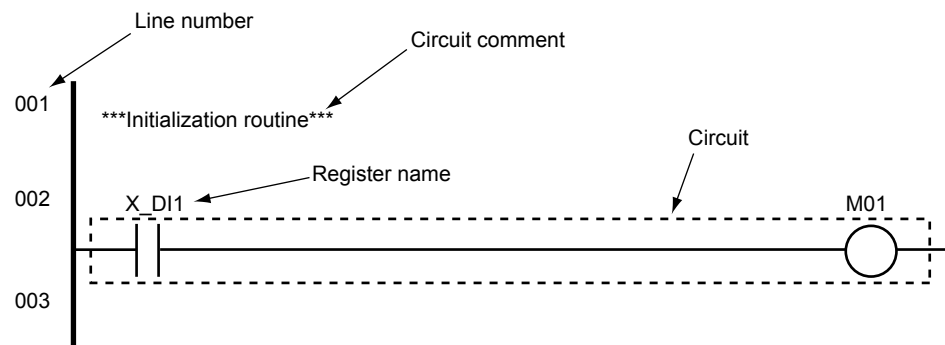 Line number
Circuit comment
001
***Initialization routine***
Circuit
Register name
002
X_DI1
M01
003